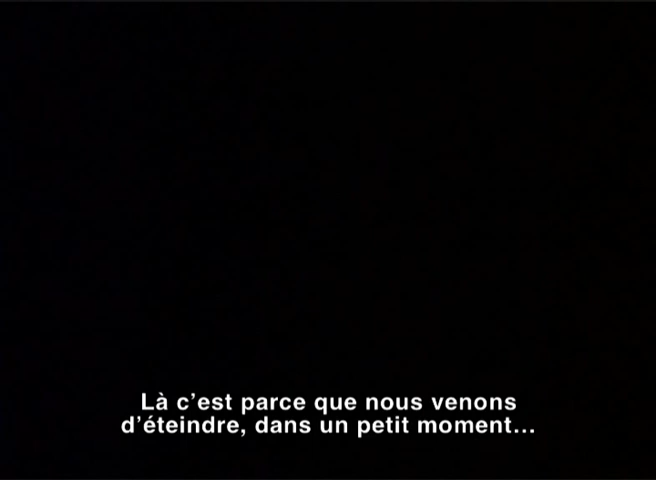 Là c’est parce que nous venons
d’éteindre, dans un petit moment...